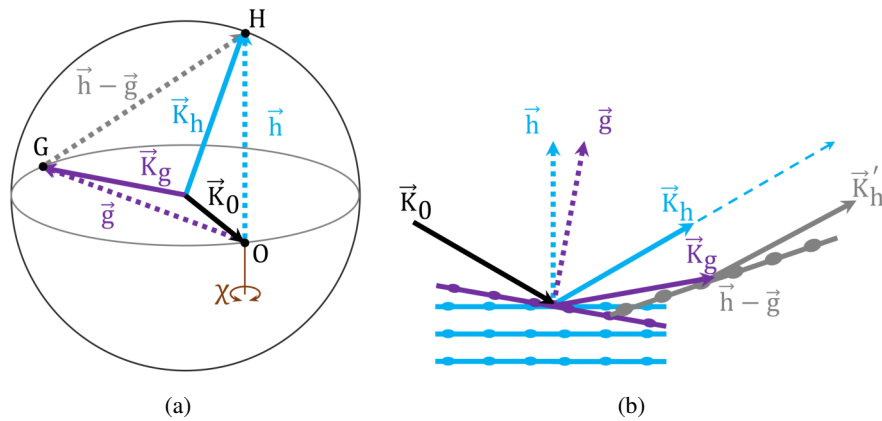 H
h⃗ − g⃗
K⃗h
h⃗
G
K⃗g
K⃗0
g⃗
O
χ
(a)
h⃗
g⃗
K⃗0
K⃗h
K⃗h′
K⃗g
h⃗ − g⃗
(b)